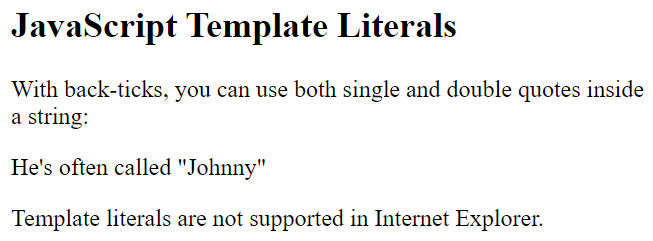 JavaScript Template Literals
With back-ticks, you can use both single and double quotes inside
a string:
He's often called "Johnny"
Template literals are not supported in Internet Explorer.